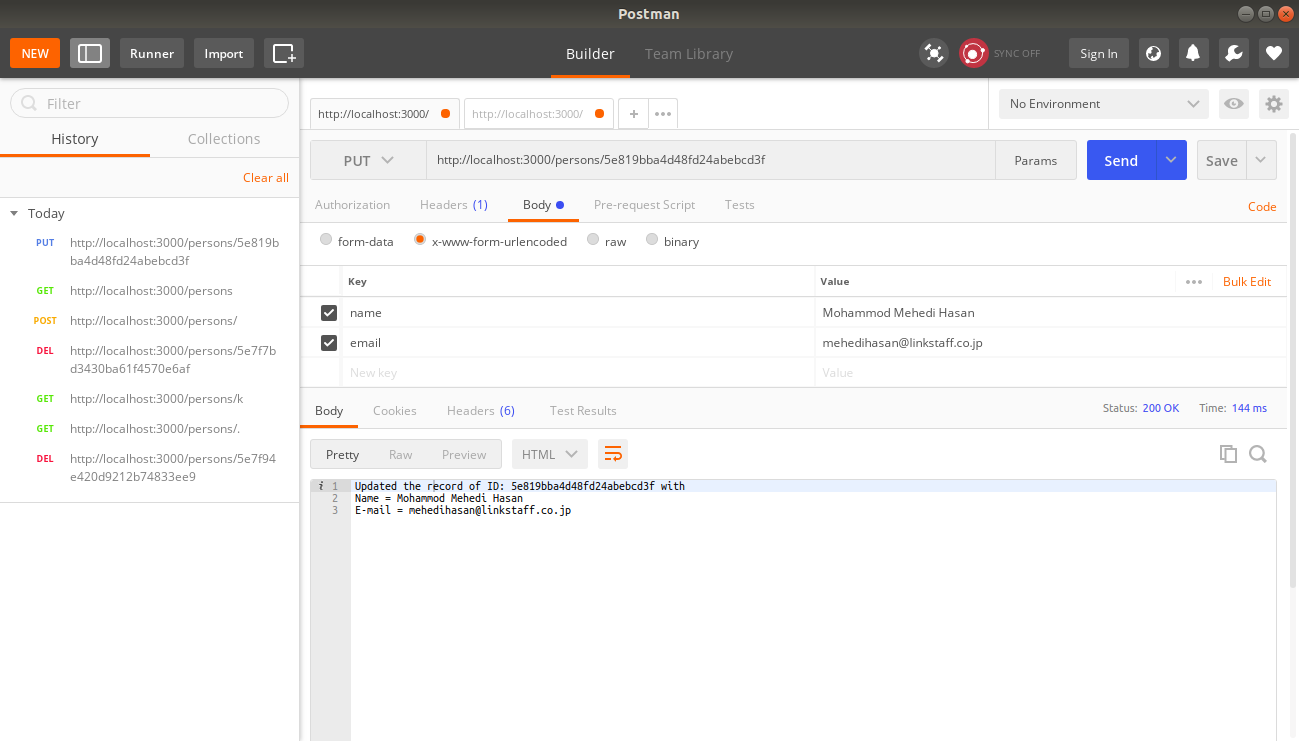 Postman
NEW
Runner
Import
Builder
Team Library
SYNC OFF
Sign In
Filter
History
Collections
Clear all
Today
PUT http://localhost:3000/persons/5e819b
ba4d48fd24abebcd3f
GET http://localhost:3000/persons
POST http://localhost:3000/persons/
DEL http://localhost:3000/persons/5e7f7b
d3430ba61f4570e6af
GET http://localhost:3000/persons/k
GET http://localhost:3000/persons/.
DEL http://localhost:3000/persons/5e7f94
e420d9212b74833ee9
http://localhost:3000/
http://localhost:3000/
No Environment
PUT
http://localhost:3000/persons/5e819bba4d48fd24abebcd3f
Params
Send
Save
Authorization
Headers (1)
Body
Pre-request Script
Tests
Code
form-data
x-www-form-urlencoded
raw
binary
Key
Value
Bulk Edit
name
Mohammod Mehedi Hasan
email
mehedihasan@linkstaff.co.jp
New key
Value
Body
Cookies
Headers (6)
Test Results
Status: 200 OK
Time: 144 ms
Pretty
Raw
Preview
HTML
i 1 Updated the record of ID: 5e819bba4d48fd24abebcd3f with
2 Name = Mohammod Mehedi Hasan
3 E-mail = mehedihasan@linkstaff.co.jp